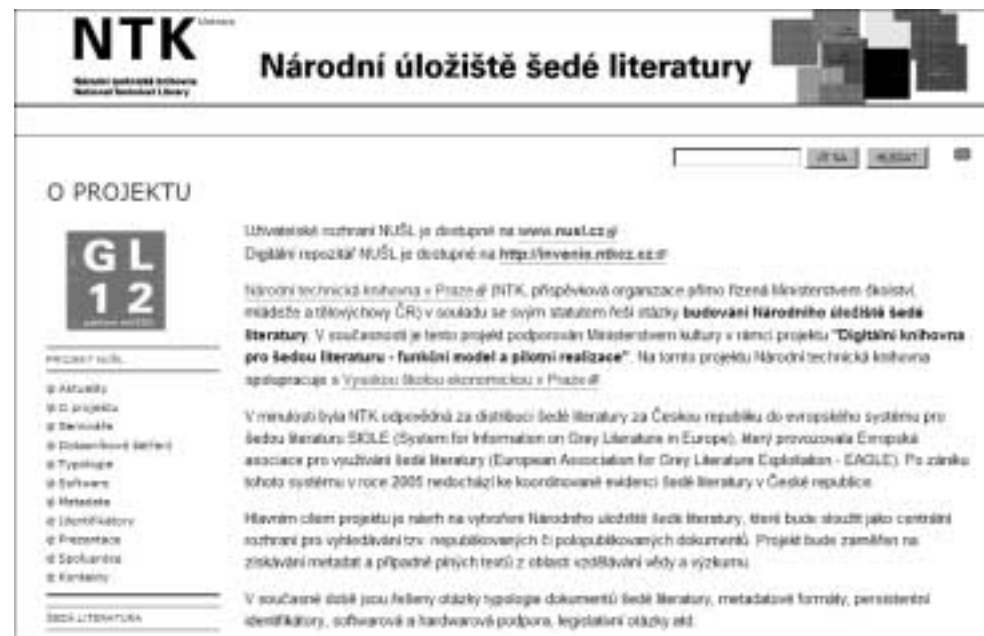 NTK
Národní technická knihovna
National Technical Library
Národní úložiště šedé literatury
JÍT NA
HLEDAT
O PROJEKTU
GL
12
Uživatelské rozhraní NUŠL je dostupné na www.nusl.cz
Digitální repozitář NUŠL je dostupné na http://invenio.ntkcz.cz
Národní technická knihovna v Praze (NTK, příspěvková organizace přímo řízená Ministerstvem školství,
mládeže a tělovýchovy ČR) v souladu se svým statutem řeší otázky budování Národního úložiště šedé
literatury. V současnosti je tento projekt podporován Ministerstvem kultury v rámci projektu "Digitální knihovna
pro šedou literaturu - funkční model a pilotní realizace". Na tomto projektu Národní technická knihovna
spolupracuje s Vysokou školou ekonomickou v Praze
V minulosti byla NTK odpovědná za distribuci šedé literatury za Českou republiku do evropského systému pro
šedou literaturu SIGLE (System for Information on Grey Literature in Europe), který provozovala Evropská
asociace pro využívání šedé literatury (European Association for Grey Literature Exploitation - EAGLE). Po zániku
tohoto systému v roce 2005 nedochází ke koordinované evidenci šedé literatury v České republice.
Hlavním cílem projektu je návrh na vytvoření Národního úložiště šedé literatury, které bude sloužit jako centrální
rozhraní pro vyhledávání tzv. nepublikovaných či polopublikovaných dokumentů. Projekt bude zaměřen na
získávání metadat a případně plných textů z oblasti vzdělávání vědy a výzkumu.
V současné době jsou řešeny otázky typologie dokumentů šedé literatury, metadatové formáty, persistentní
identifikátory, softwarová a hardwarová podpora, legislativní otázky atd.
PROJEKT NUŠL
Aktuality
O projektu
Semináře
Dotazníkové šetření
Typologie
Software
Metadata
Identifikátory
Prezentace
Spolupráce
Kontakty
ŠEDÁ LITERATURA